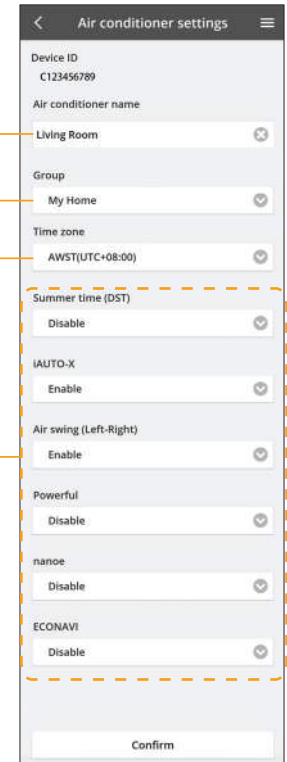 Air conditioner settings
Device ID
C123456789
Air conditioner name
Living Room
Group
My Home
Time zone
AWST(UTC+08:00)
Summer time (DST)
Disable
iAUTO-X
Enable
Air swing (Left-Right)
Enable
Powerful
Disable
nanoe
Disable
ECONAVI
Disable
Confirm